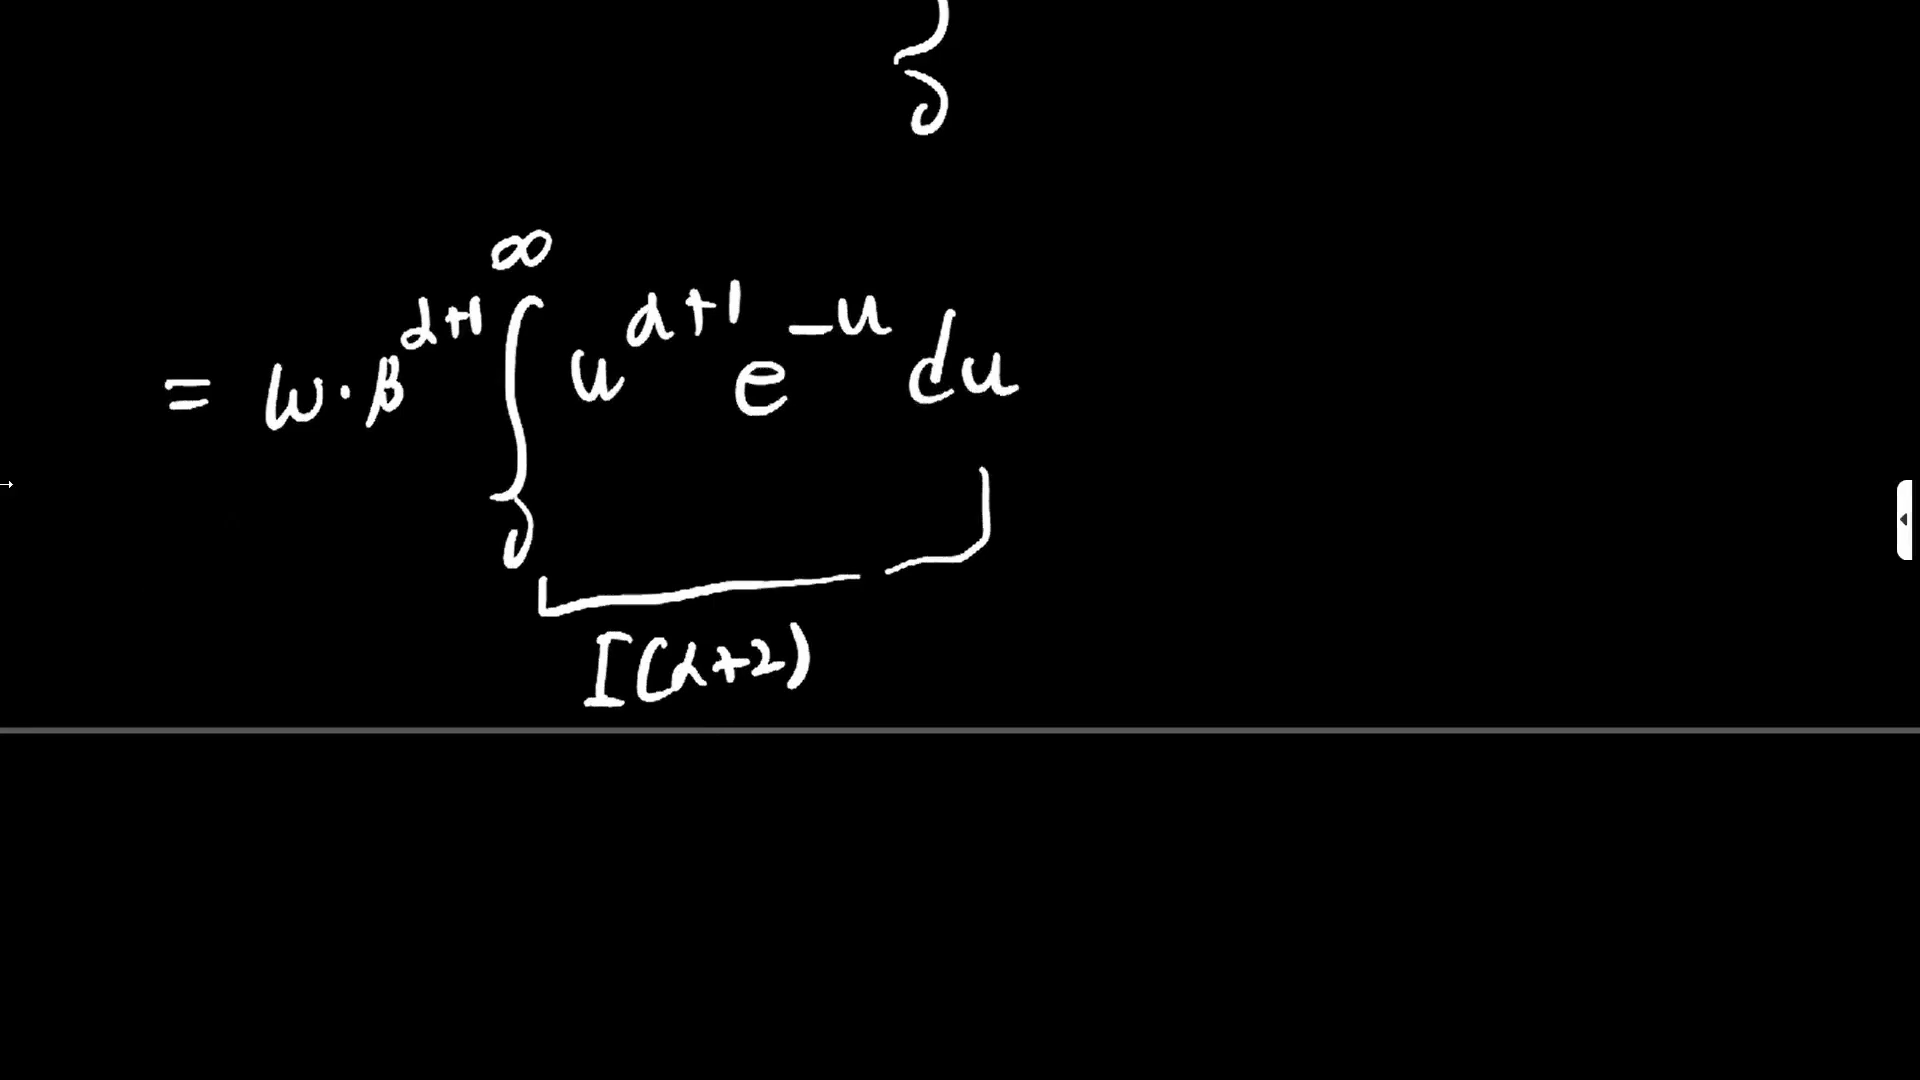 = ω·β^{α+1} ∫_0^∞ u^{α+1} e^{-u} du
I(α+2)